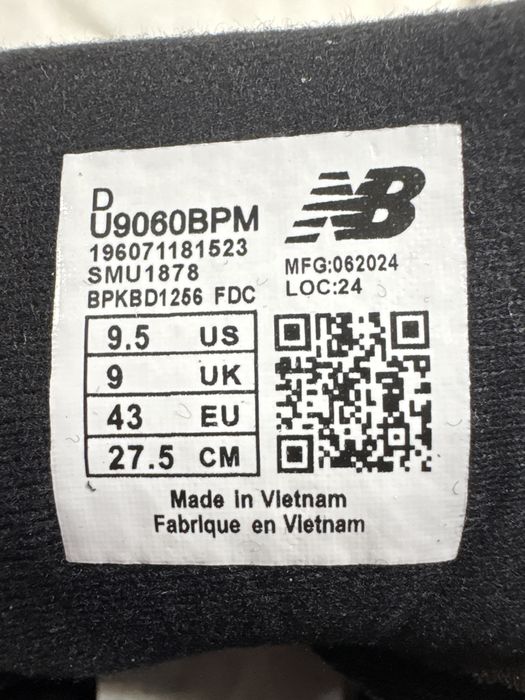 D
U9060BPM
196071181523
SMU1878
BPKBD1256 FDC
NB
MFG:062024
LOC:24
9.5 US
9 UK
43 EU
27.5 CM
Made in Vietnam
Fabrique en Vietnam